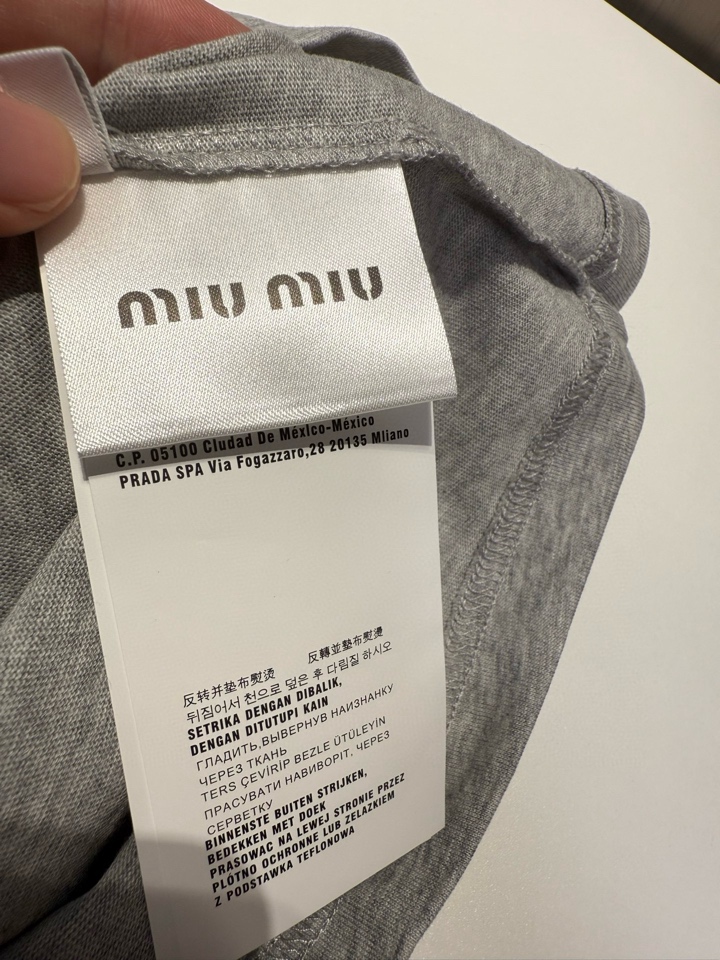 miu miu
C.P. 05100 Ciudad De México-México
PRADA SPA Via Fogazzaro,28 20135 Mliano
反转并垫布熨烫 反轉並墊布熨燙
뒤집어서 천으로 덮은 후 다림질 하시오
SETRIKA DENGAN DIBALIK,
DENGAN DITUTUPI KAIN
ГЛАДИТЬ,ВЫВЕРНУВ НАИЗНАНКУ
ЧЕРЕЗ ТКАНЬ
TERS ÇEVİRİP BEZLE ÜTÜLEYİN
ПРАСУВАТИ НАВИВОРІТ, ЧЕРЕЗ
СЕРВЕТКУ
BINNENSTE BUITEN STRIJKEN,
BEDEKKEN MET DOEK
PRASOWAC NA LEWEJ STRONIE PRZEZ
PLÓTNO OCHRONNE LUB ZELAZKIEM
Z PODSTAWKA TEFLONOWA